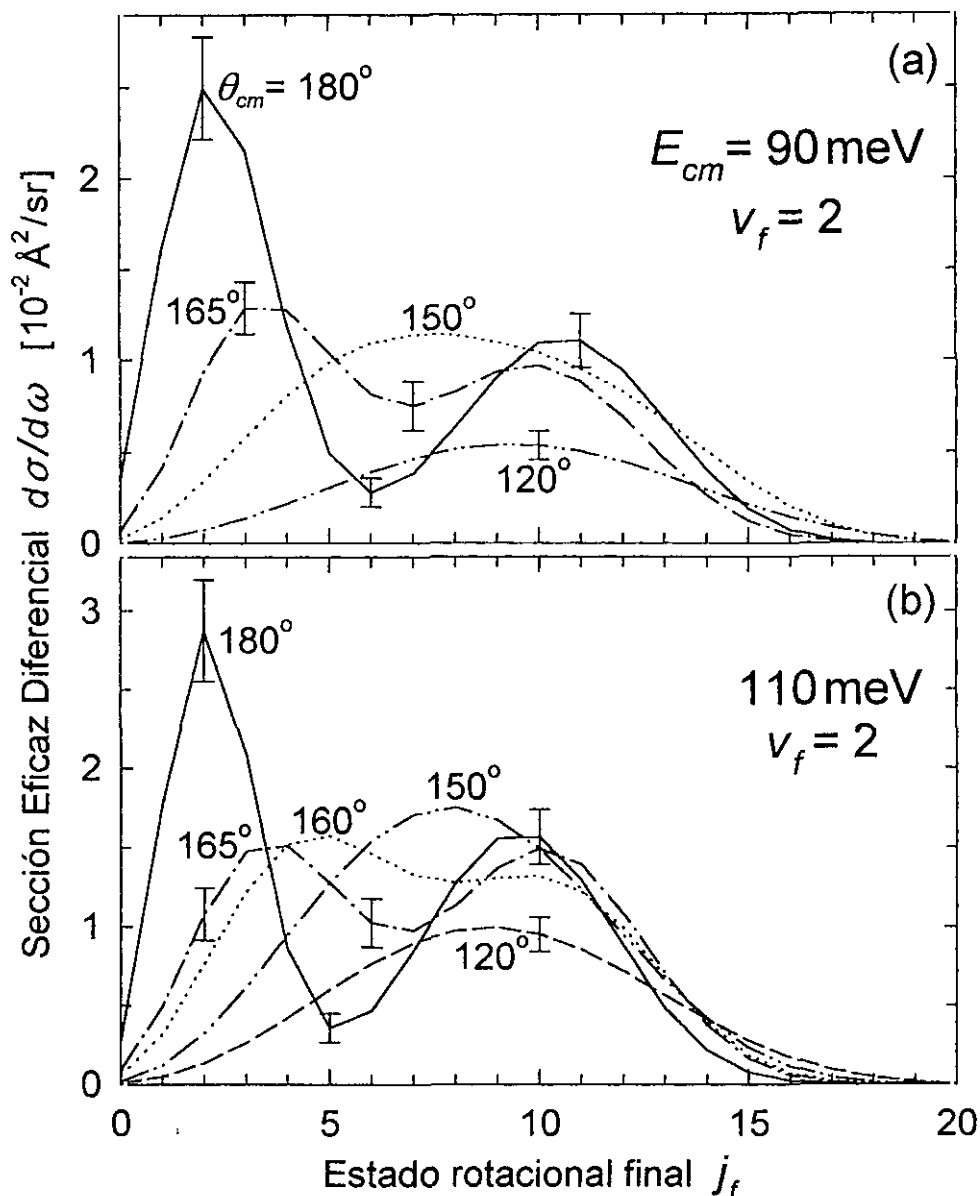 (a)
θcm = 180°
Ecm = 90 meV
vf = 2
165°
150°
120°
2
1
0
(b)
180°
110 meV
vf = 2
165°
160°
150°
120°
3
2
1
0
0 5 10 15 20
Estado rotacional final jf
Sección Eficaz Diferencial dσ/dω [10⁻² Å²/sr]